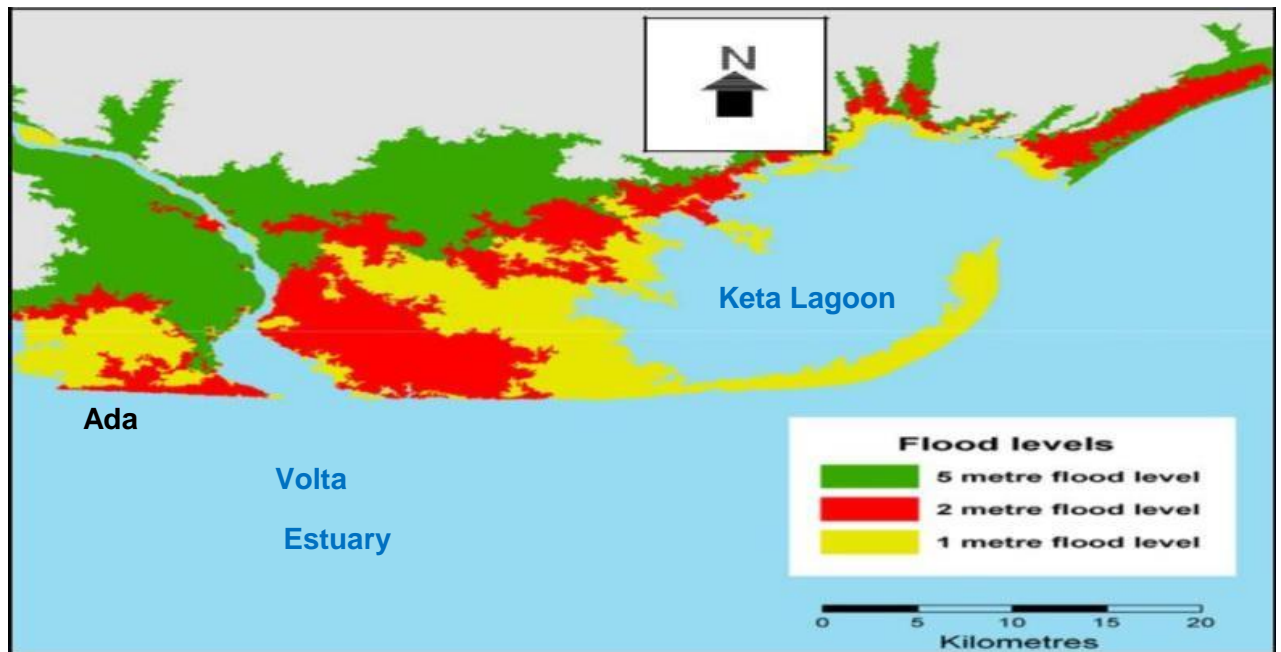 N
Keta Lagoon
Ada
Volta
Estuary
Flood levels
5 metre flood level
2 metre flood level
1 metre flood level
0 5 10 15 20
Kilometres